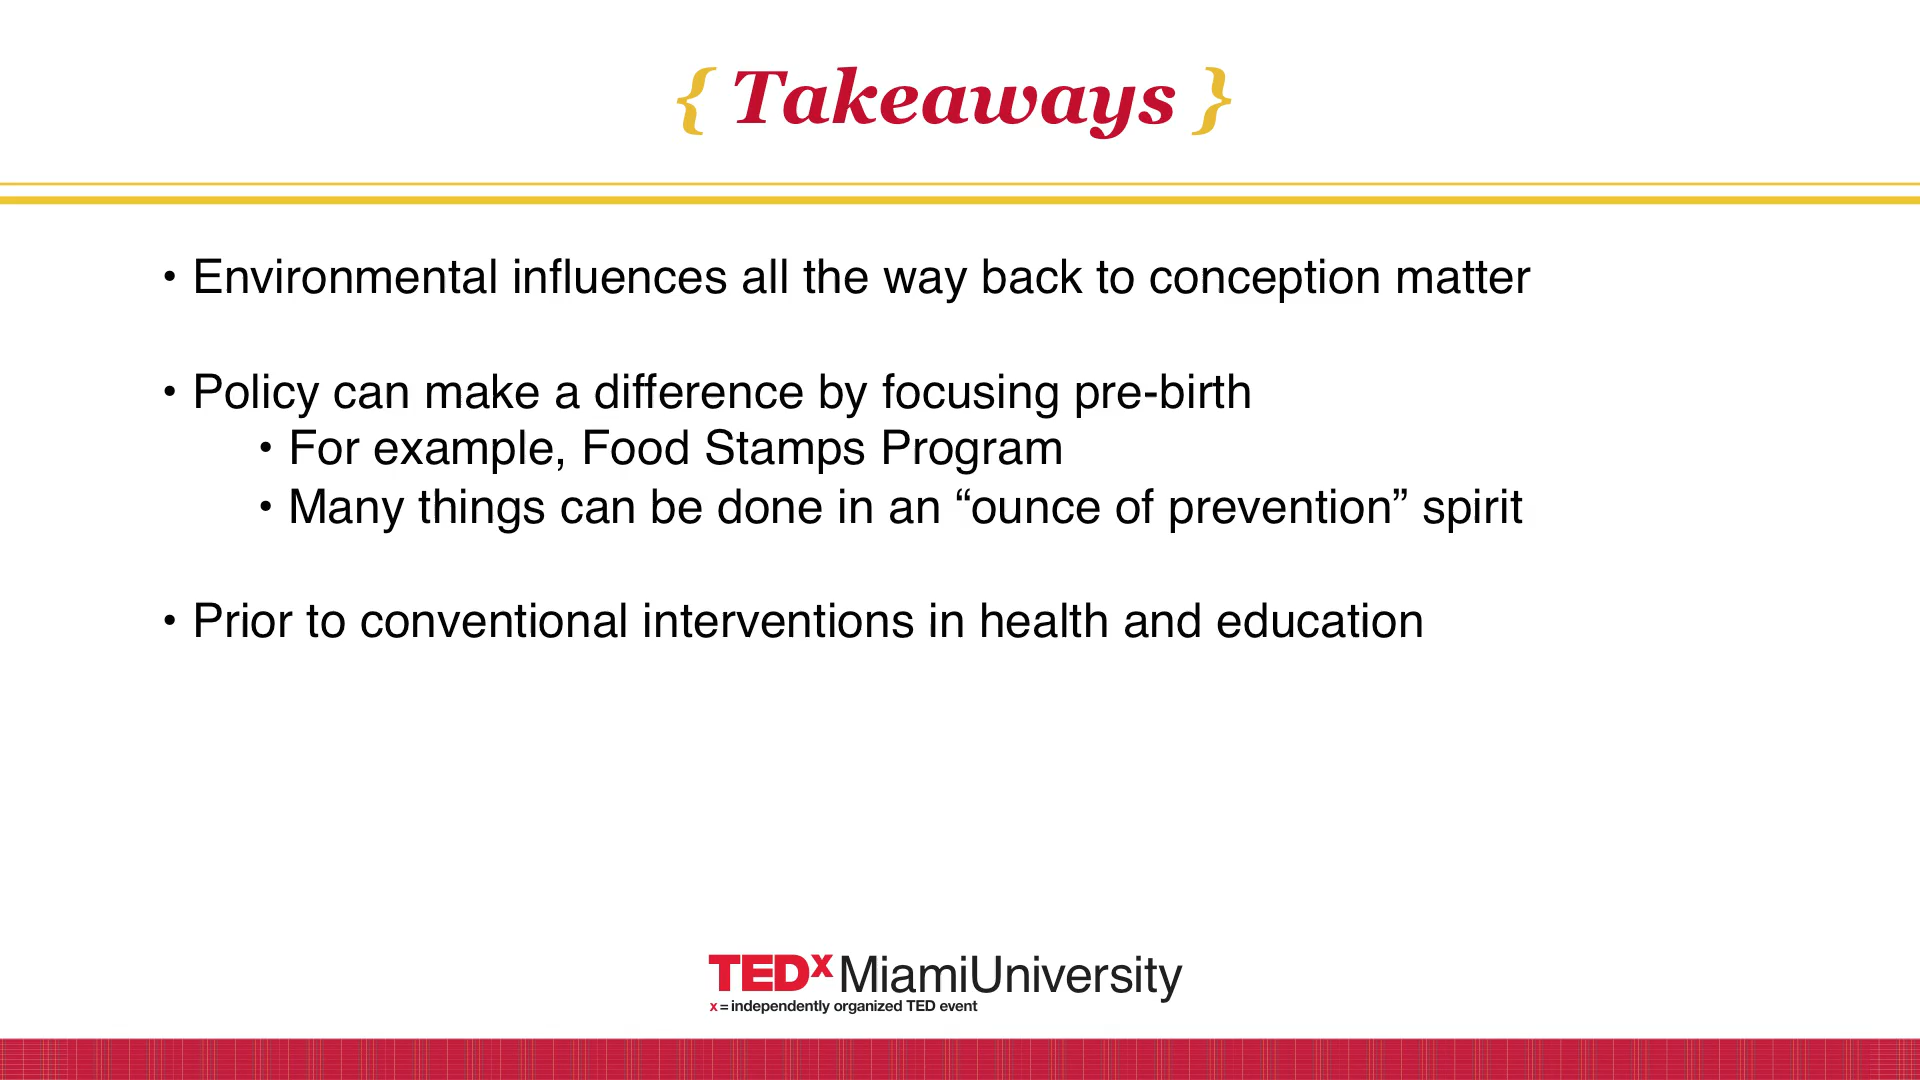 { Takeaways }
• Environmental influences all the way back to conception matter
• Policy can make a difference by focusing pre-birth
• For example, Food Stamps Program
• Many things can be done in an “ounce of prevention” spirit
• Prior to conventional interventions in health and education
TEDx MiamiUniversity
x = independently organized TED event